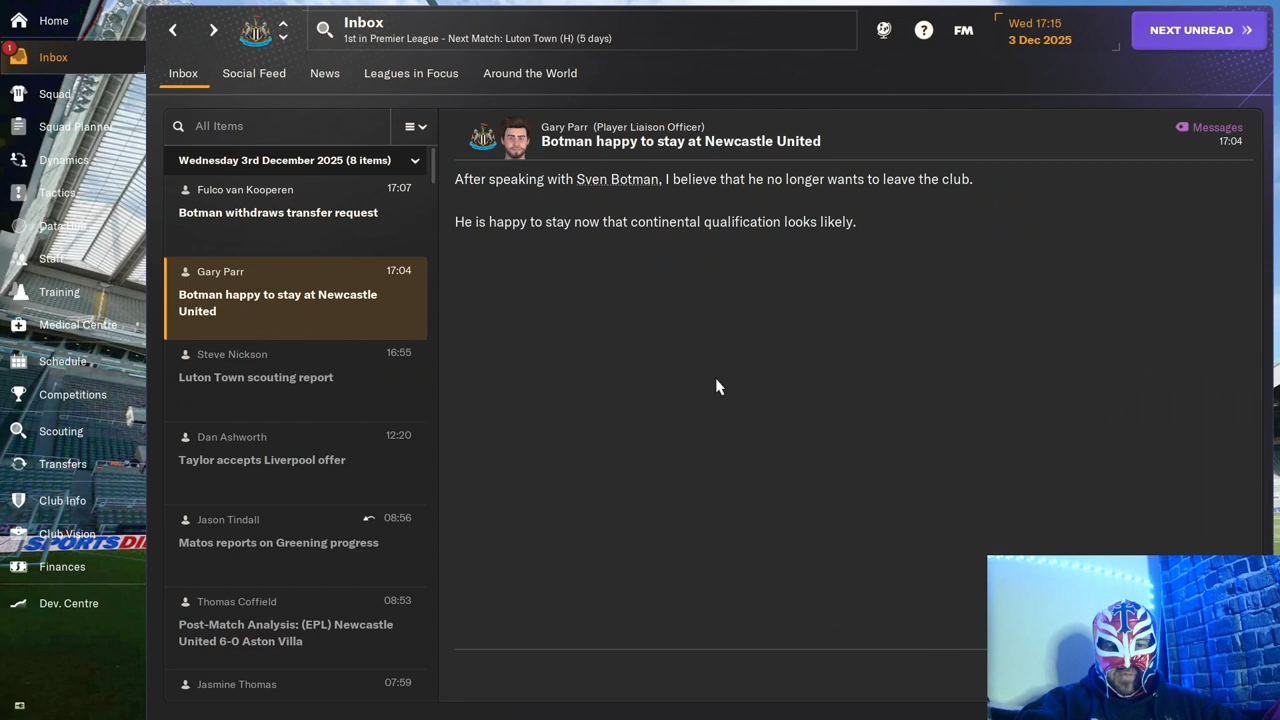 Home
Inbox
1st in Premier League - Next Match: Luton Town (H) (5 days)
FM
Wed 17:15
3 Dec 2025
NEXT UNREAD
1
Inbox
Squad
Squad Planner
Dynamics
Tactics
Data Hub
Staff
Training
Medical Centre
Schedule
Competitions
Scouting
Transfers
Club Info
Club Vision
SPORTSDI
Finances
Dev. Centre
Inbox
Social Feed
News
Leagues in Focus
Around the World
All Items
Wednesday 3rd December 2025 (8 items)
Fulco van Kooperen 17:07
Botman withdraws transfer request
Gary Parr 17:04
Botman happy to stay at Newcastle
United
Steve Nickson 16:55
Luton Town scouting report
Dan Ashworth 12:20
Taylor accepts Liverpool offer
Jason Tindall 08:56
Matos reports on Greening progress
Thomas Coffield 08:53
Post-Match Analysis: (EPL) Newcastle
United 6-0 Aston Villa
Jasmine Thomas 07:59
Gary Parr (Player Liaison Officer)
Botman happy to stay at Newcastle United
Messages
17:04
After speaking with Sven Botman, I believe that he no longer wants to leave the club.
He is happy to stay now that continental qualification looks likely.